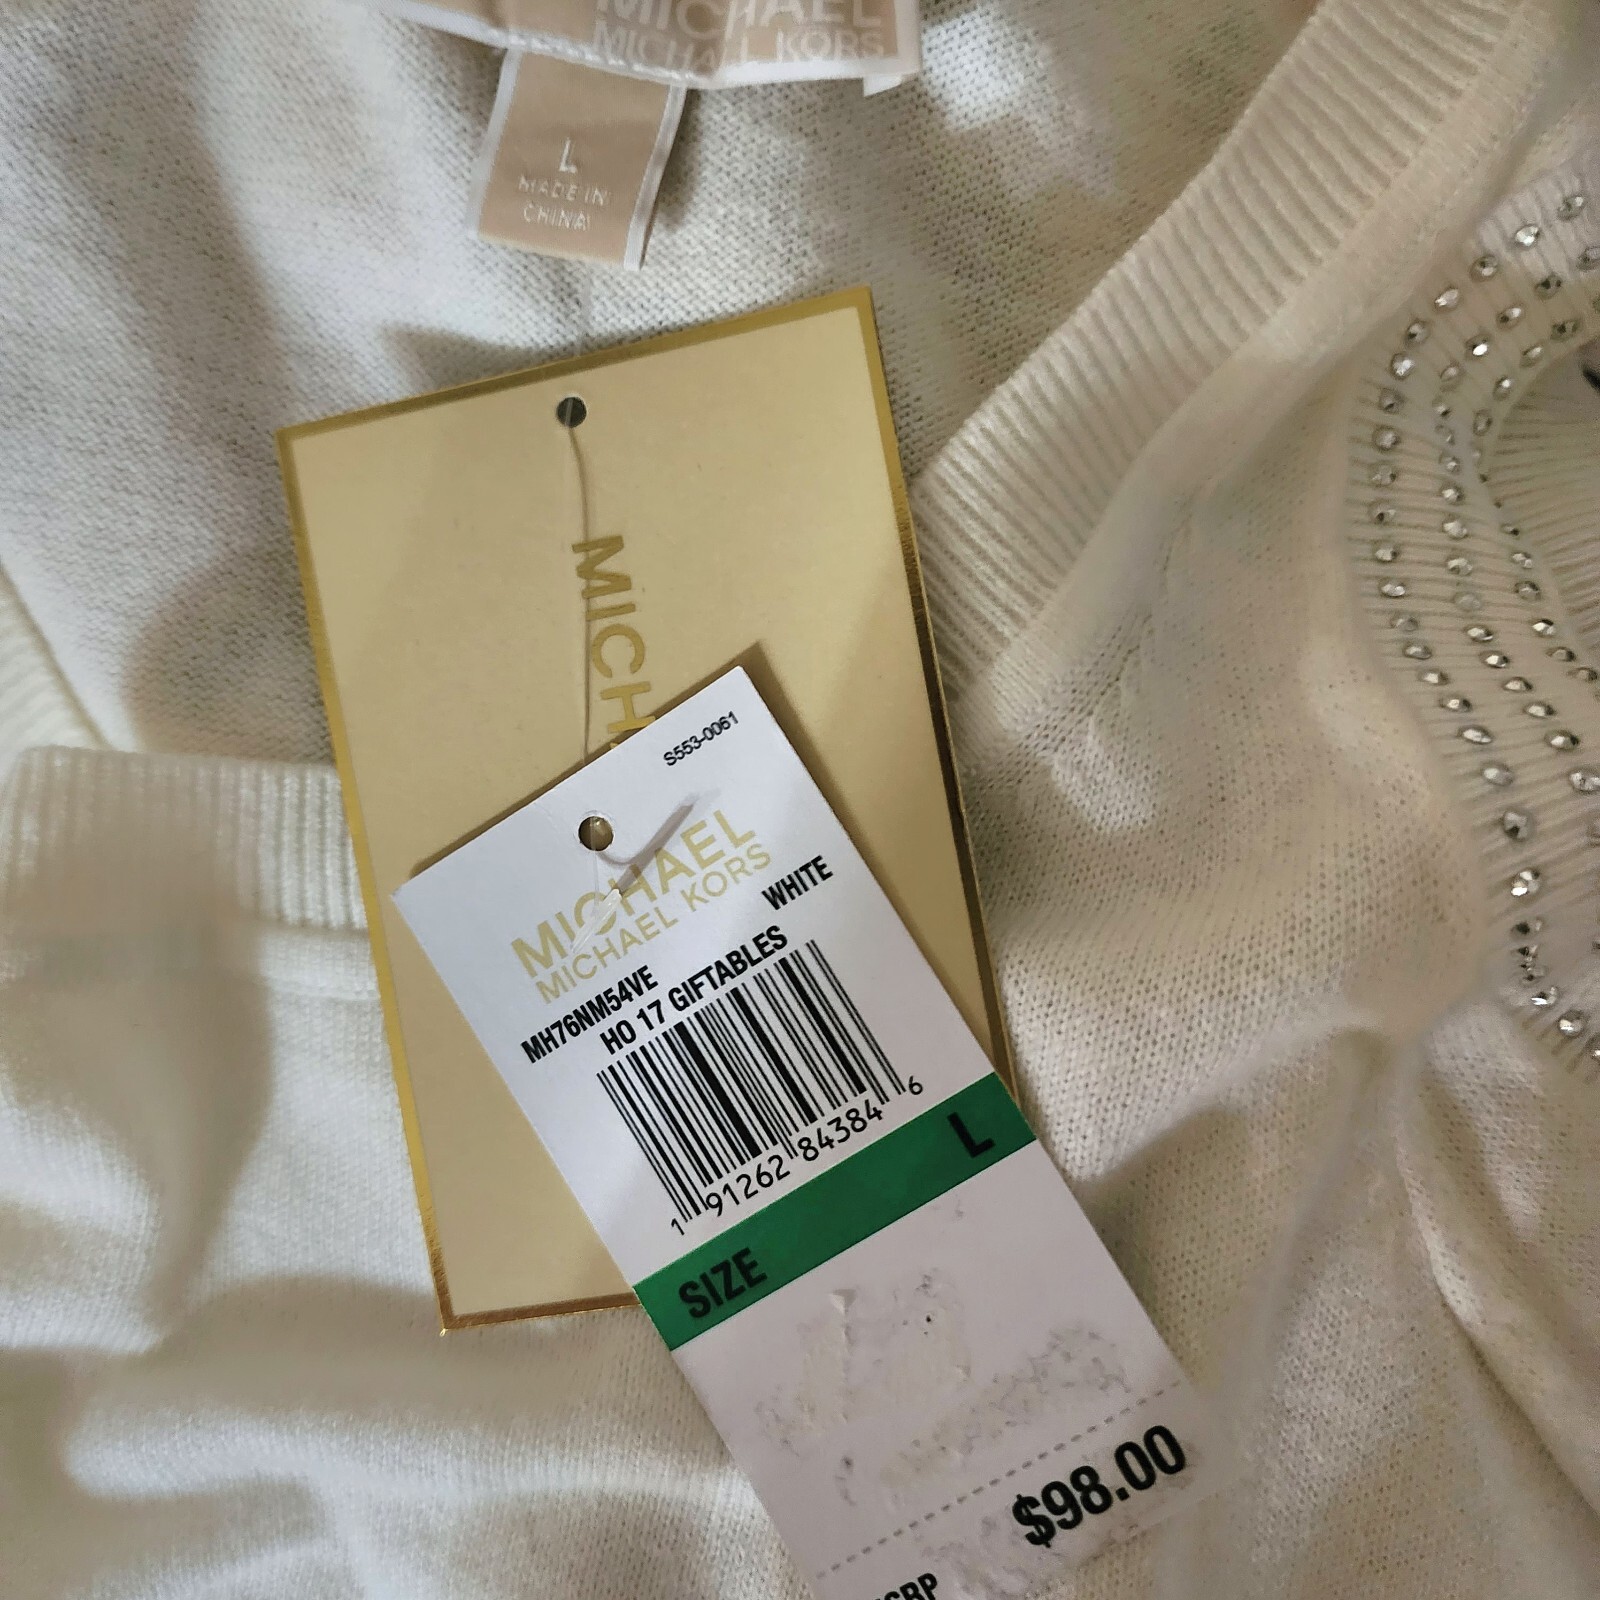 MICHAEL
MICHAEL KORS
L
MADE IN
CHINA
MICH
S553-0061
MICHAEL
MICHAEL KORS
WHITE
MH76NM54VE
HO 17 GIFTABLES
1 91262 84384 6
SIZE L
$98.00